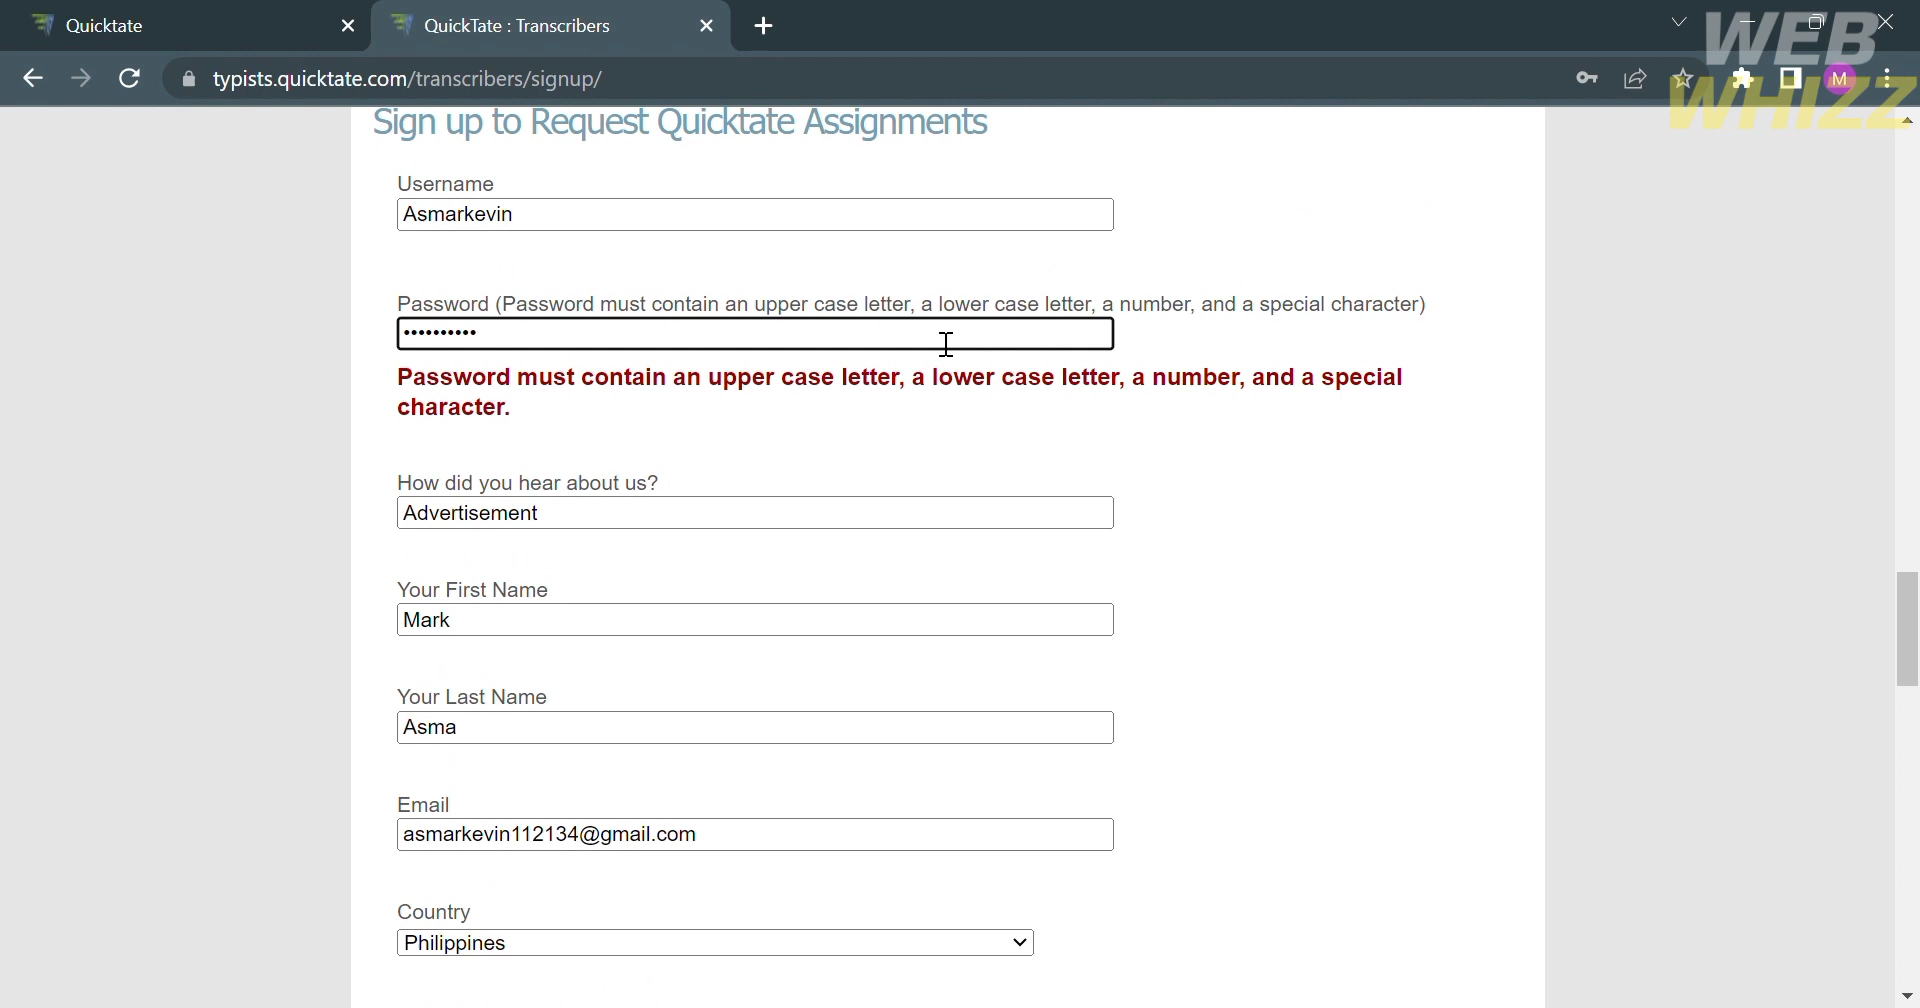 Quicktate
QuickTate : Transcribers
WEB
WHIZZ
typists.quicktate.com/transcribers/signup/
M
Sign up to Request Quicktate Assignments
Username
Asmarkevin
Password (Password must contain an upper case letter, a lower case letter, a number, and a special character)
••••••••••
Password must contain an upper case letter, a lower case letter, a number, and a special
character.
How did you hear about us?
Advertisement
Your First Name
Mark
Your Last Name
Asma
Email
asmarkevin112134@gmail.com
Country
Philippines